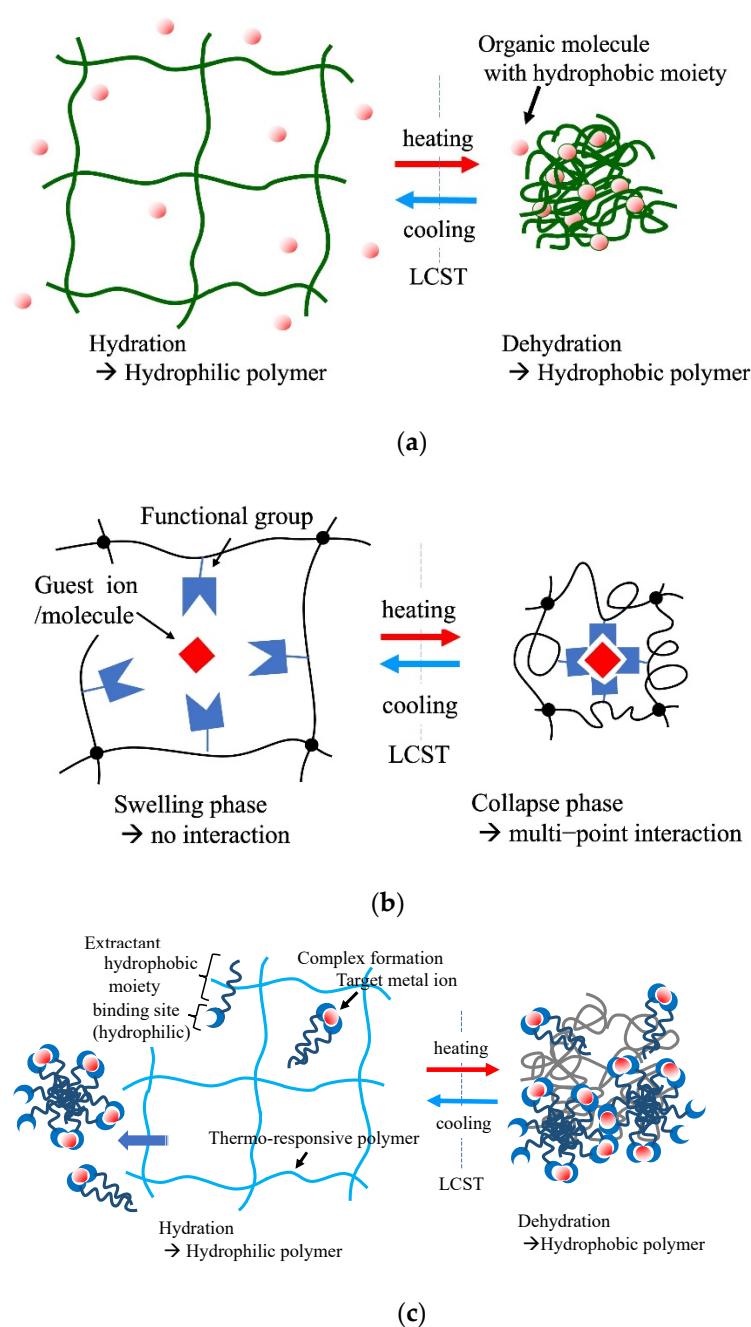 Organic molecule
with hydrophobic moiety
heating
cooling
LCST
Hydration
→ Hydrophilic polymer
Dehydration
→ Hydrophobic polymer
(a)
Functional group
Guest ion
/molecule
heating
cooling
LCST
Swelling phase
→ no interaction
Collapse phase
→ multi−point interaction
(b)
Extractant
hydrophobic
moiety
binding site
(hydrophilic)
Complex formation
Target metal ion
heating
cooling
LCST
Thermo-responsive polymer
Hydration
→ Hydrophilic polymer
Dehydration
→Hydrophobic polymer
(c)